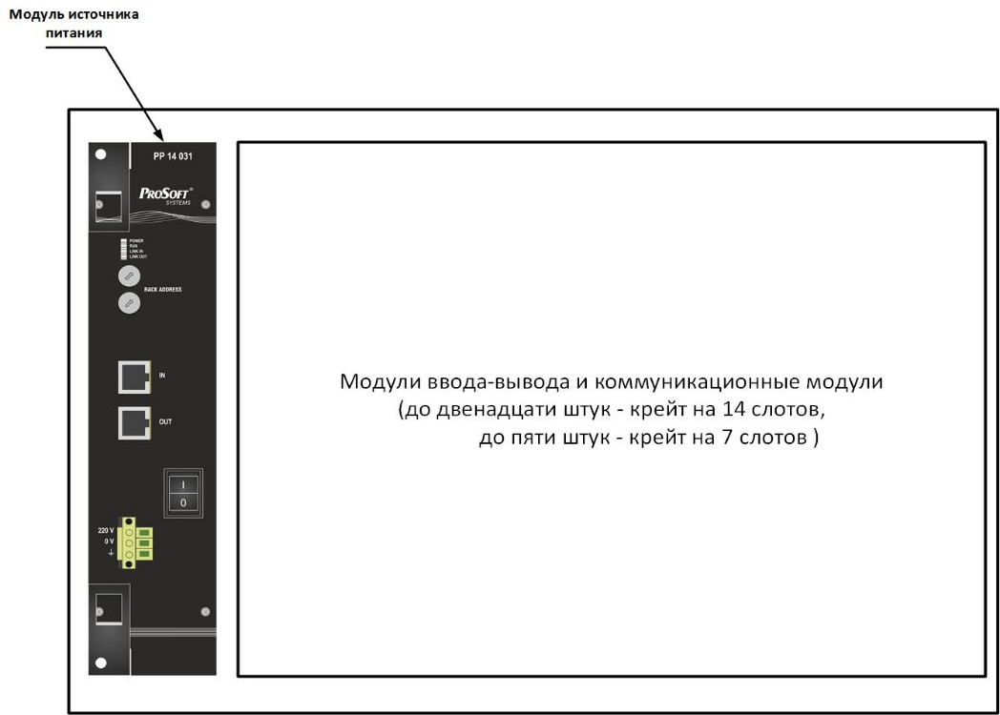 Модуль источника
питания
PP 14 031
PROSOFT®
SYSTEMS
POWER
RUN
LINK IN
LINK OUT
RACK ADDRESS
IN
OUT
I
0
220 V
0 V
Модули ввода-вывода и коммуникационные модули
(до двенадцати штук - крейт на 14 слотов,
до пяти штук - крейт на 7 слотов )